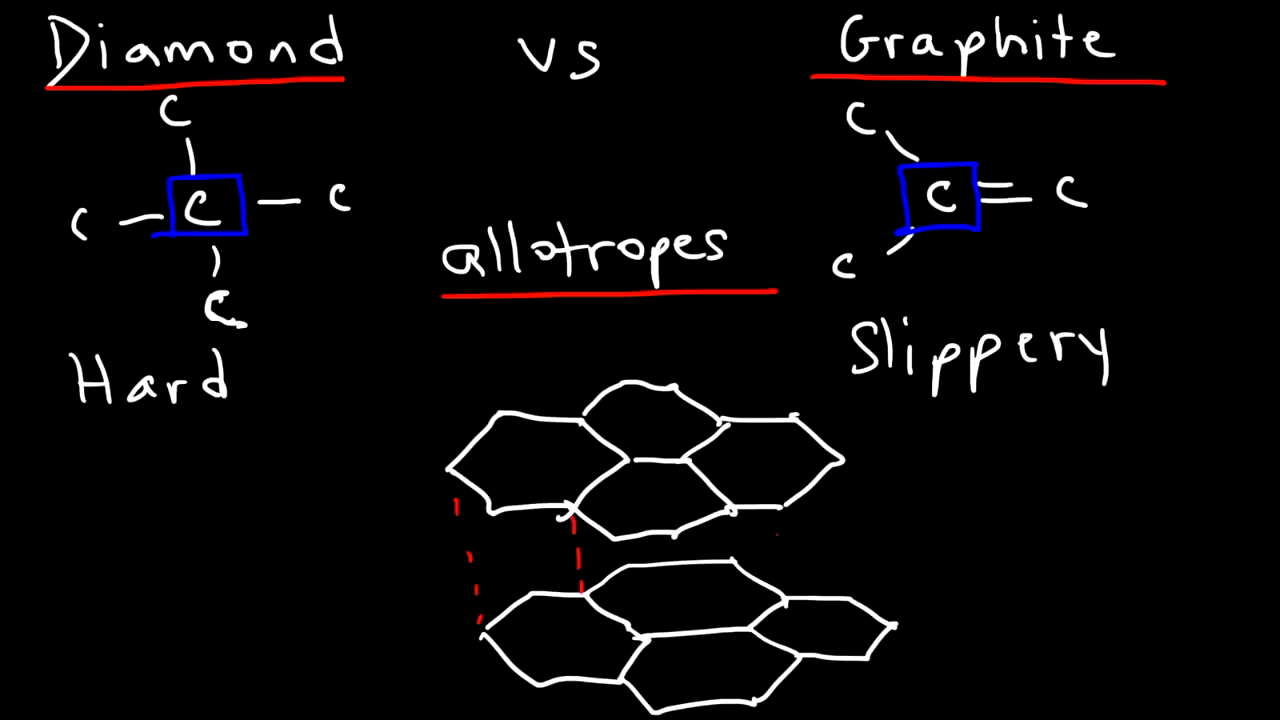 Diamond vs Graphite
C
C - C - C
C
C
C = C
C
allotropes
Hard
Slippery